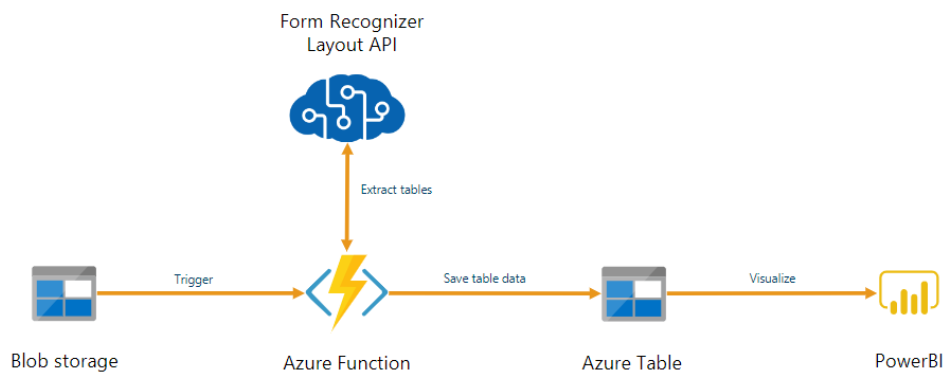 Form Recognizer
Layout API
Extract tables
Trigger
Save table data
Visualize
Blob storage
Azure Function
Azure Table
PowerBI